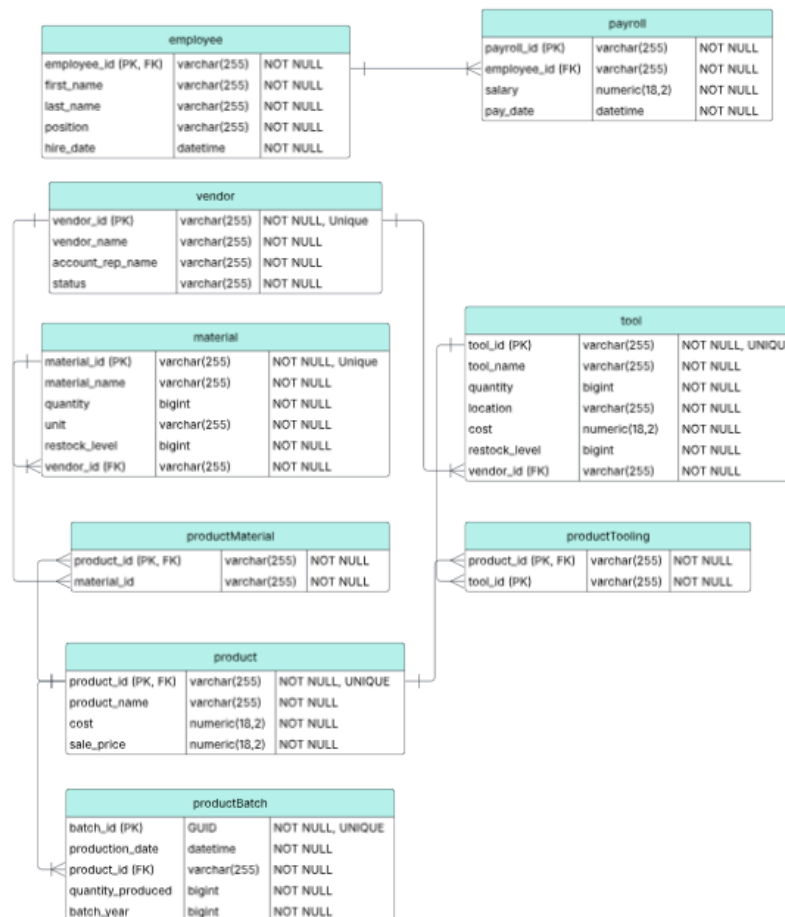 employee
employee_id (PK, FK) varchar(255) NOT NULL
first_name varchar(255) NOT NULL
last_name varchar(255) NOT NULL
position varchar(255) NOT NULL
hire_date datetime NOT NULL
payroll
payroll_id (PK) varchar(255) NOT NULL
employee_id (FK) varchar(255) NOT NULL
salary numeric(18,2) NOT NULL
pay_date datetime NOT NULL
vendor
vendor_id (PK) varchar(255) NOT NULL, Unique
vendor_name varchar(255) NOT NULL
account_rep_name varchar(255) NOT NULL
status varchar(255) NOT NULL
material
material_id (PK) varchar(255) NOT NULL, Unique
material_name varchar(255) NOT NULL
quantity bigint NOT NULL
unit varchar(255) NOT NULL
restock_level bigint NOT NULL
vendor_id (FK) varchar(255) NOT NULL
tool
tool_id (PK) varchar(255) NOT NULL, UNIQU
tool_name varchar(255) NOT NULL
quantity bigint NOT NULL
location varchar(255) NOT NULL
cost numeric(18,2) NOT NULL
restock_level bigint NOT NULL
vendor_id (FK) varchar(255) NOT NULL
productMaterial
product_id (PK, FK) varchar(255) NOT NULL
material_id varchar(255) NOT NULL
productTooling
product_id (PK, FK) varchar(255) NOT NULL
tool_id (PK) varchar(255) NOT NULL
product
product_id (PK, FK) varchar(255) NOT NULL, UNIQUE
product_name varchar(255) NOT NULL
cost numeric(18,2) NOT NULL
sale_price numeric(18,2) NOT NULL
productBatch
batch_id (PK) GUID NOT NULL, UNIQUE
production_date datetime NOT NULL
product_id (FK) varchar(255) NOT NULL
quantity_produced bigint NOT NULL
batch_year bigint NOT NULL